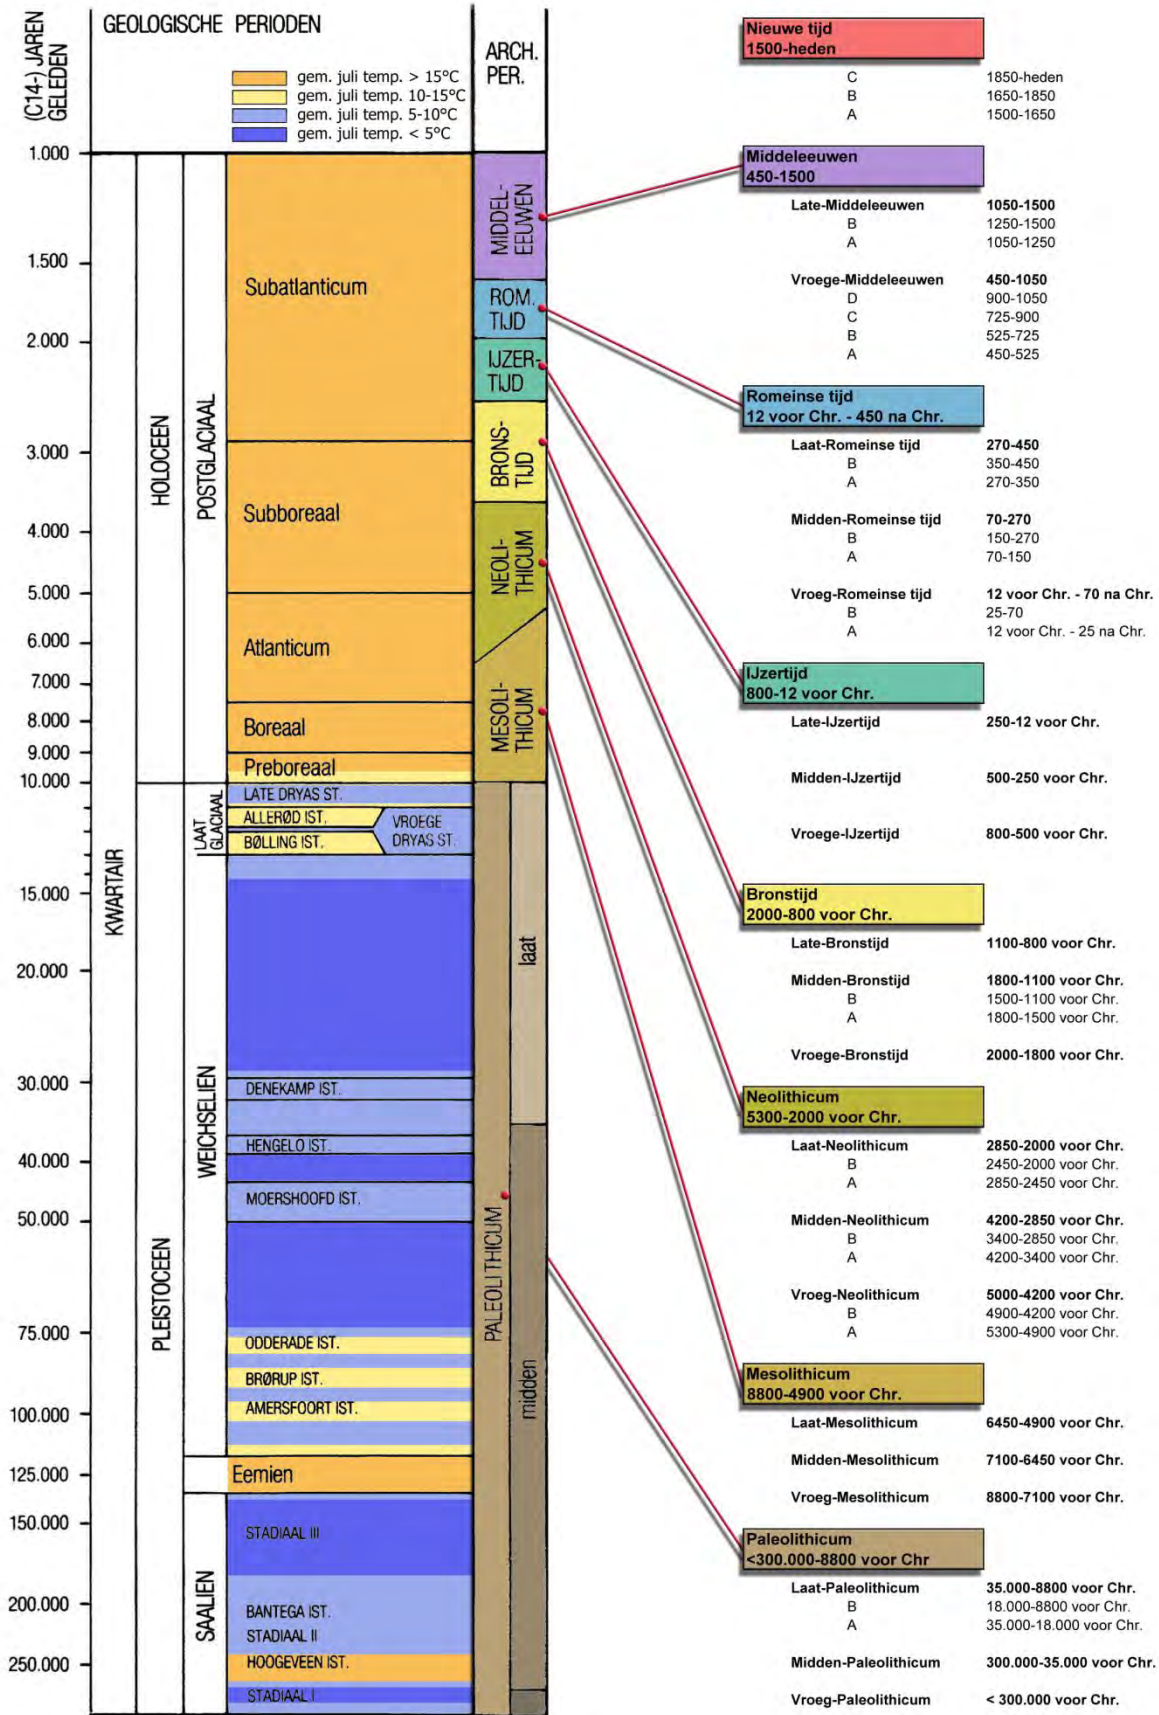 (C14-) JAREN
GELEDEN
GEOLOGISCHE PERIODEN
gem. juli temp. > 15°C
gem. juli temp. 10-15°C
gem. juli temp. 5-10°C
gem. juli temp. < 5°C
ARCH.
PER.
1.000
1.500
2.000
3.000
4.000
5.000
6.000
7.000
8.000
9.000
10.000
15.000
20.000
30.000
40.000
50.000
75.000
100.000
125.000
150.000
200.000
250.000
KWARTAIR
HOLOCEEN
PLEISTOCEEN
POSTGLACIAAL
LAAT
GLACIAAL
WEICHSELIEN
SAALIEN
Subatlanticum
Subboreaal
Atlanticum
Boreaal
Preboreaal
LATE DRYAS ST.
ALLERØD IST.
VROEGE
DRYAS ST.
BØLLING IST.
DENEKAMP IST.
HENGELO IST.
MOERSHOOFD IST.
ODDERADE IST.
BRØRUP IST.
AMERSFOORT IST.
Eemien
STADIAAL III
BANTEGA IST.
STADIAAL II
HOOGEVEEN IST.
STADIAAL I
MIDDEL-
EEUWEN
ROM.
TIJD
IJZER-
TIJD
BRONS-
TIJD
NEOLI-
THICUM
MESOLI-
THICUM
PALEOLITHICUM
laat
midden
Nieuwe tijd
1500-heden
C 1850-heden
B 1650-1850
A 1500-1650
Middeleeuwen
450-1500
Late-Middeleeuwen 1050-1500
B 1250-1500
A 1050-1250
Vroege-Middeleeuwen 450-1050
D 900-1050
C 725-900
B 525-725
A 450-525
Romeinse tijd
12 voor Chr. - 450 na Chr.
Laat-Romeinse tijd 270-450
B 350-450
A 270-350
Midden-Romeinse tijd 70-270
B 150-270
A 70-150
Vroeg-Romeinse tijd 12 voor Chr. - 70 na Chr.
B 25-70
A 12 voor Chr. - 25 na Chr.
IJzertijd
800-12 voor Chr.
Late-IJzertijd 250-12 voor Chr.
Midden-IJzertijd 500-250 voor Chr.
Vroege-IJzertijd 800-500 voor Chr.
Bronstijd
2000-800 voor Chr.
Late-Bronstijd 1100-800 voor Chr.
Midden-Bronstijd 1800-1100 voor Chr.
B 1500-1100 voor Chr.
A 1800-1500 voor Chr.
Vroege-Bronstijd 2000-1800 voor Chr.
Neolithicum
5300-2000 voor Chr.
Laat-Neolithicum 2850-2000 voor Chr.
B 2450-2000 voor Chr.
A 2850-2450 voor Chr.
Midden-Neolithicum 4200-2850 voor Chr.
B 3400-2850 voor Chr.
A 4200-3400 voor Chr.
Vroeg-Neolithicum 5000-4200 voor Chr.
B 4900-4200 voor Chr.
A 5300-4900 voor Chr.
Mesolithicum
8800-4900 voor Chr.
Laat-Mesolithicum 6450-4900 voor Chr.
Midden-Mesolithicum 7100-6450 voor Chr.
Vroeg-Mesolithicum 8800-7100 voor Chr.
Paleolithicum
<300.000-8800 voor Chr
Laat-Paleolithicum 35.000-8800 voor Chr.
B 18.000-8800 voor Chr.
A 35.000-18.000 voor Chr.
Midden-Paleolithicum 300.000-35.000 voor Chr.
Vroeg-Paleolithicum < 300.000 voor Chr.